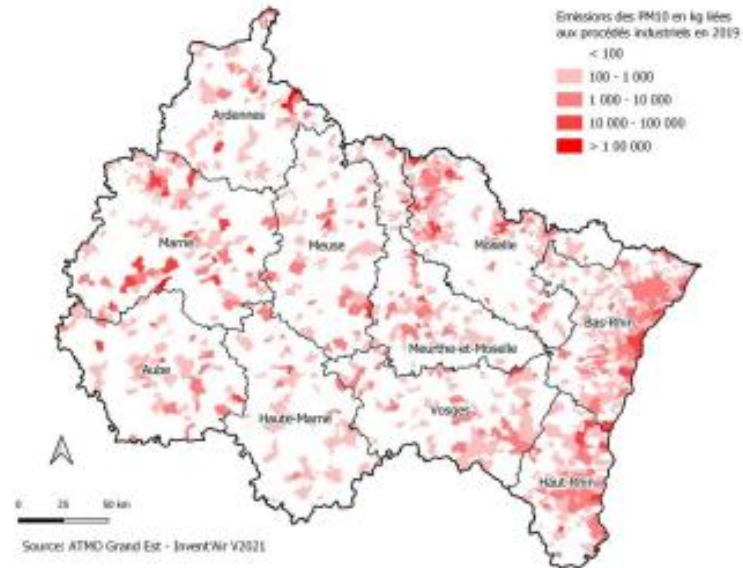 Emissions des PM10 en kg liées
aux procédés industriels en 2019
< 100
100 - 1 000
1 000 - 10 000
10 000 - 100 000
> 1 00 000
Ardennes
Marne
Meuse
Moselle
Bas-Rhin
Meurthe-et-Moselle
Aube
Haute-Marne
Vosges
Haut-Rhin
0 25 50 km
Source: ATMO Grand Est - Invent'Air V2021